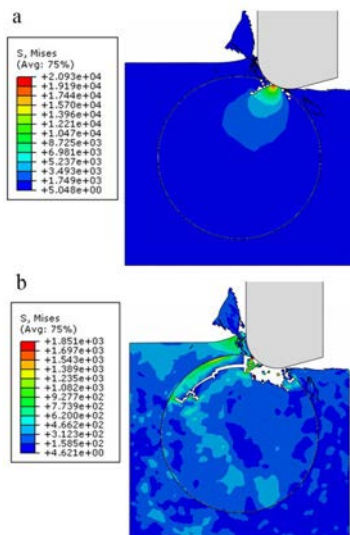 a
S, Mises
(Avg: 75%)
+2.093e+04
+1.919e+04
+1.744e+04
+1.570e+04
+1.396e+04
+1.221e+04
+1.047e+04
+8.725e+03
+6.981e+03
+5.237e+03
+3.493e+03
+1.749e+03
+5.048e+00
b
S, Mises
(Avg: 75%)
+1.851e+03
+1.697e+03
+1.543e+03
+1.389e+03
+1.235e+03
+1.082e+03
+9.277e+02
+7.739e+02
+6.200e+02
+4.662e+02
+3.123e+02
+1.585e+02
+4.621e+00